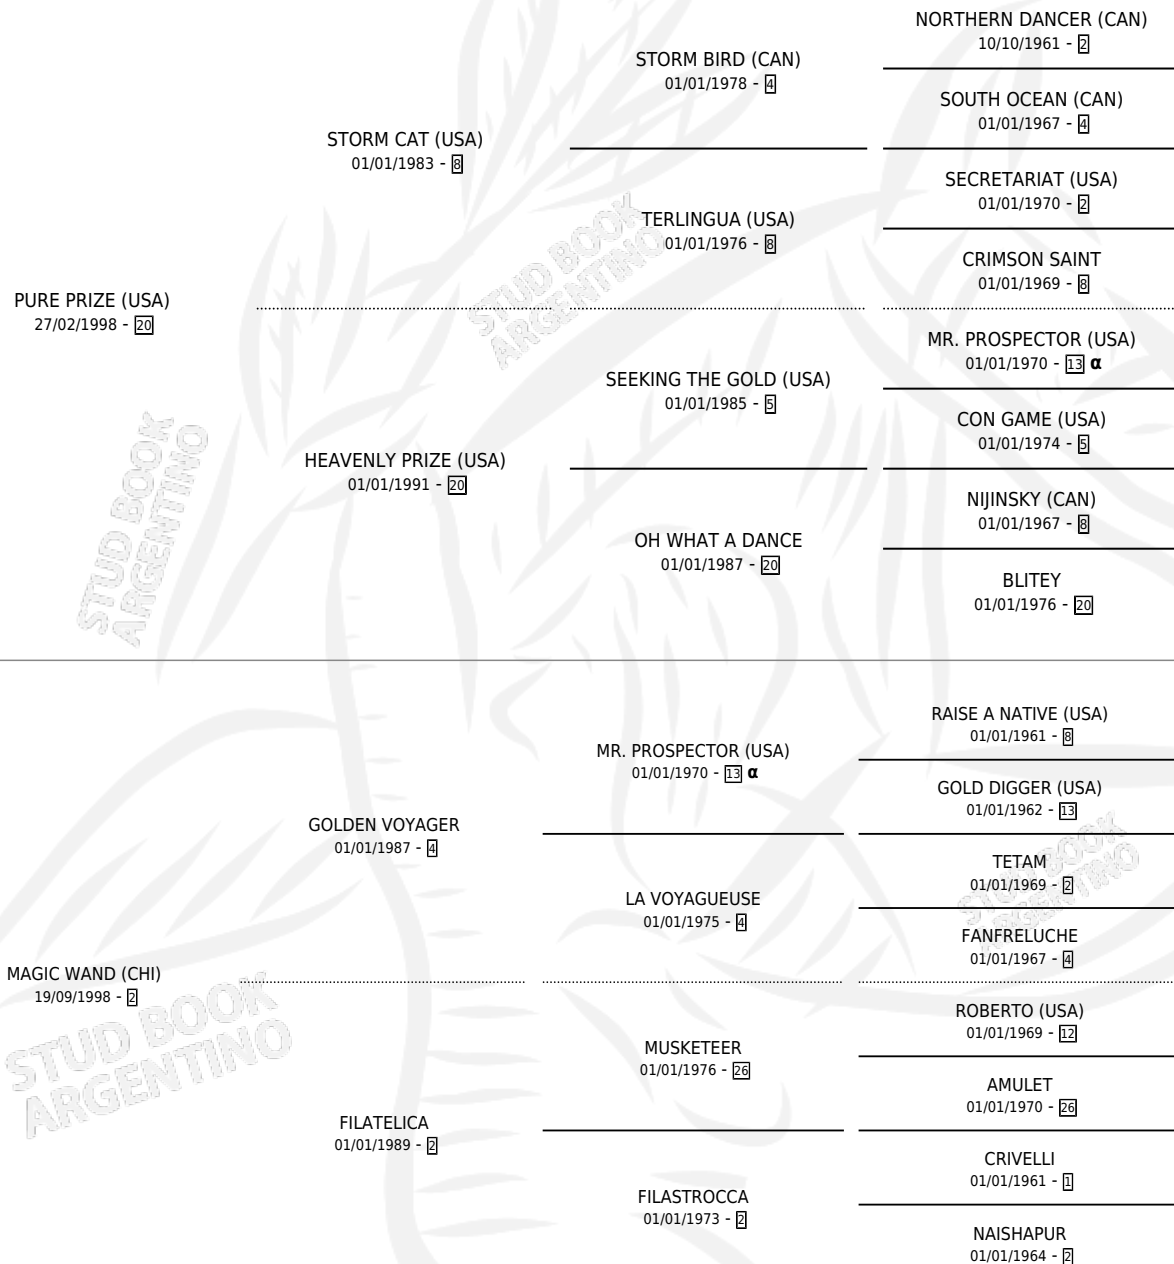 NORTHERN DANCER (CAN)
10/10/1961 - 2
STORM BIRD (CAN)
01/01/1978 - 4
SOUTH OCEAN (CAN)
01/01/1967 - 4
STORM CAT (USA)
01/01/1983 - 8
SECRETARIAT (USA)
01/01/1970 - 2
TERLINGUA (USA)
01/01/1976 - 8
CRIMSON SAINT
01/01/1969 - 8
PURE PRIZE (USA)
27/02/1998 - 20
MR. PROSPECTOR (USA)
01/01/1970 - 13 α
SEEKING THE GOLD (USA)
01/01/1985 - 5
CON GAME (USA)
01/01/1974 - 5
HEAVENLY PRIZE (USA)
01/01/1991 - 20
NIJINSKY (CAN)
01/01/1967 - 8
OH WHAT A DANCE
01/01/1987 - 20
BLITEY
01/01/1976 - 20
RAISE A NATIVE (USA)
01/01/1961 - 8
MR. PROSPECTOR (USA)
01/01/1970 - 13 α
GOLD DIGGER (USA)
01/01/1962 - 13
GOLDEN VOYAGER
01/01/1987 - 4
TETAM
01/01/1969 - 2
LA VOYAGUEUSE
01/01/1975 - 4
FANFRELUCHE
01/01/1967 - 4
MAGIC WAND (CHI)
19/09/1998 - 2
ROBERTO (USA)
01/01/1969 - 12
MUSKETEER
01/01/1976 - 26
AMULET
01/01/1970 - 26
FILATELICA
01/01/1989 - 2
CRIVELLI
01/01/1961 - 1
FILASTROCCA
01/01/1973 - 2
NAISHAPUR
01/01/1964 - 2
STUD BOOK
ARGENTINO
STUD BOOK
ARGENTINO
STUD BOOK
ARGENTINO
STUD BOOK
ARGENTINO